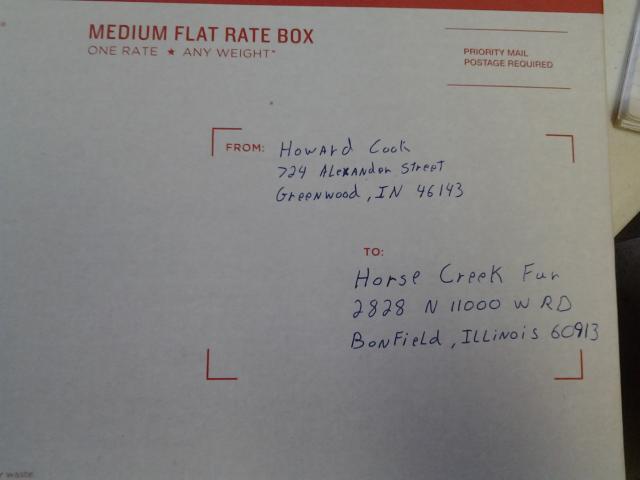 MEDIUM FLAT RATE BOX
ONE RATE ★ ANY WEIGHT*
PRIORITY MAIL
POSTAGE REQUIRED
FROM: Howard Cook
724 Alexander Street
Greenwood, IN 46143
TO:
Horse Creek Fur
2828 N 11000 W RD
Bonfield, Illinois 60913
r waste.